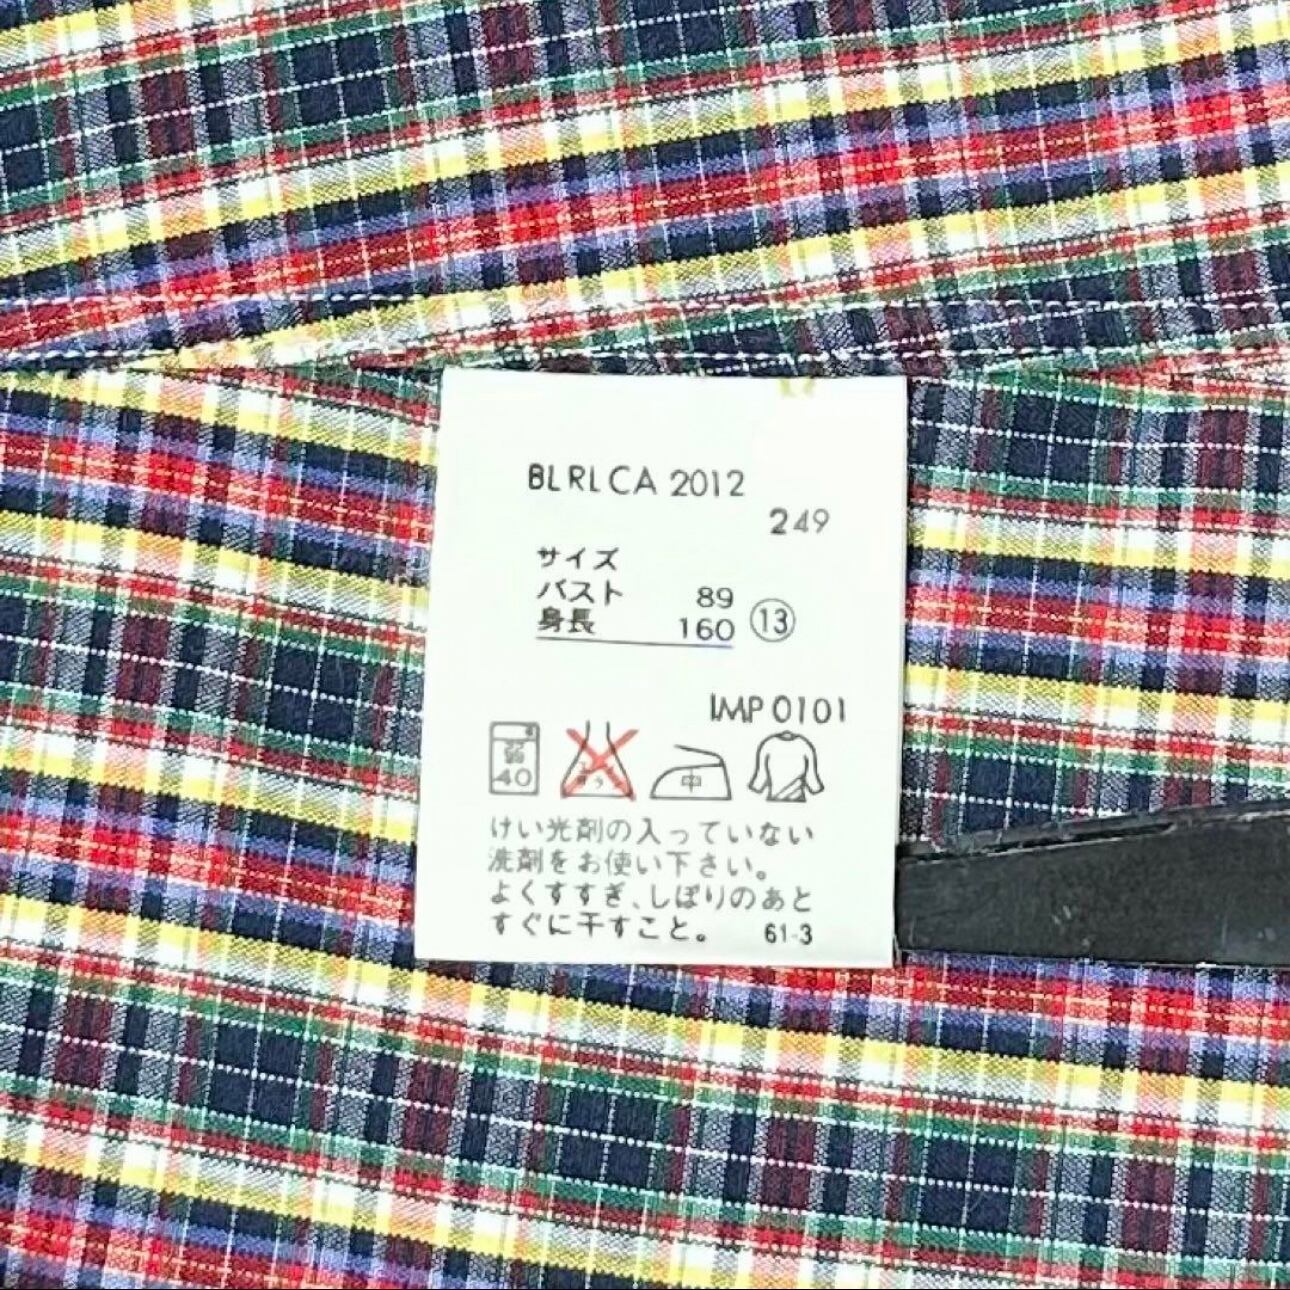 BLRLCA 2012
249
サイズ
バスト 89
身長 160 ⑬
IMP 0101
40 中
けい光剤の入っていない
洗剤をお使い下さい。
よくすすぎ、しぼりのあと
すぐに干すこと。 61-3